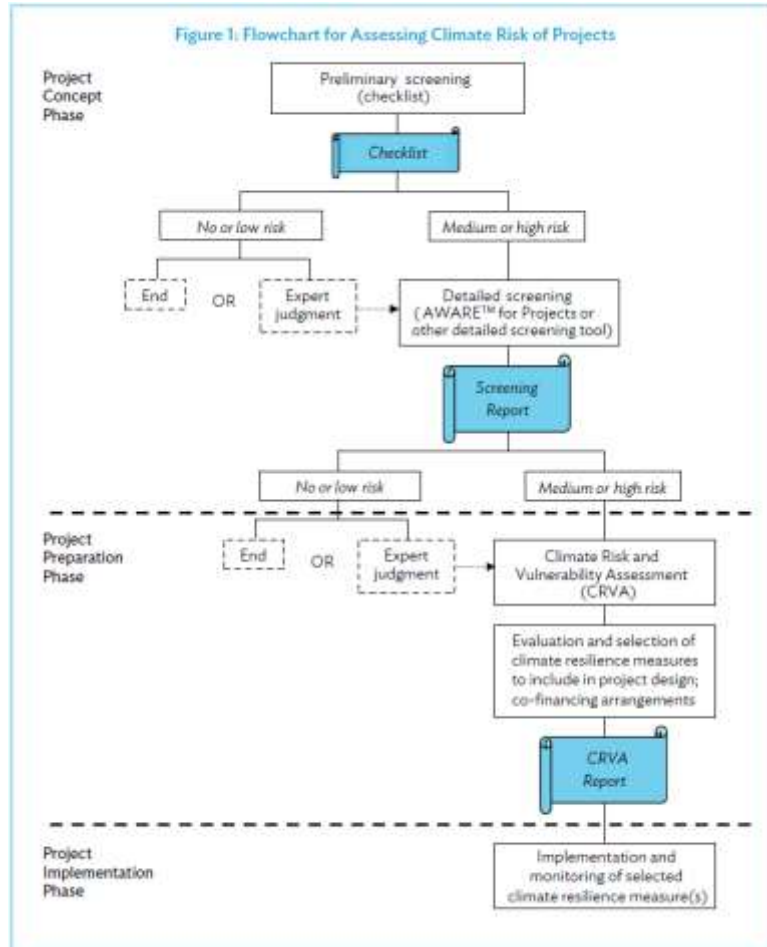 Figure 1: Flowchart for Assessing Climate Risk of Projects
Project
Concept
Phase
Preliminary screening
(checklist)
Checklist
No or low risk
Medium or high risk
End
OR
Expert
judgment
Detailed screening
(AWARE™ for Projects or
other detailed screening tool)
Screening
Report
No or low risk
Medium or high risk
Project
Preparation
Phase
End
OR
Expert
judgment
Climate Risk and
Vulnerability Assessment
(CRVA)
Evaluation and selection of
climate resilience measures
to include in project design;
co-financing arrangements
CRVA
Report
Project
Implementation
Phase
Implementation and
monitoring of selected
climate resilience measure(s)